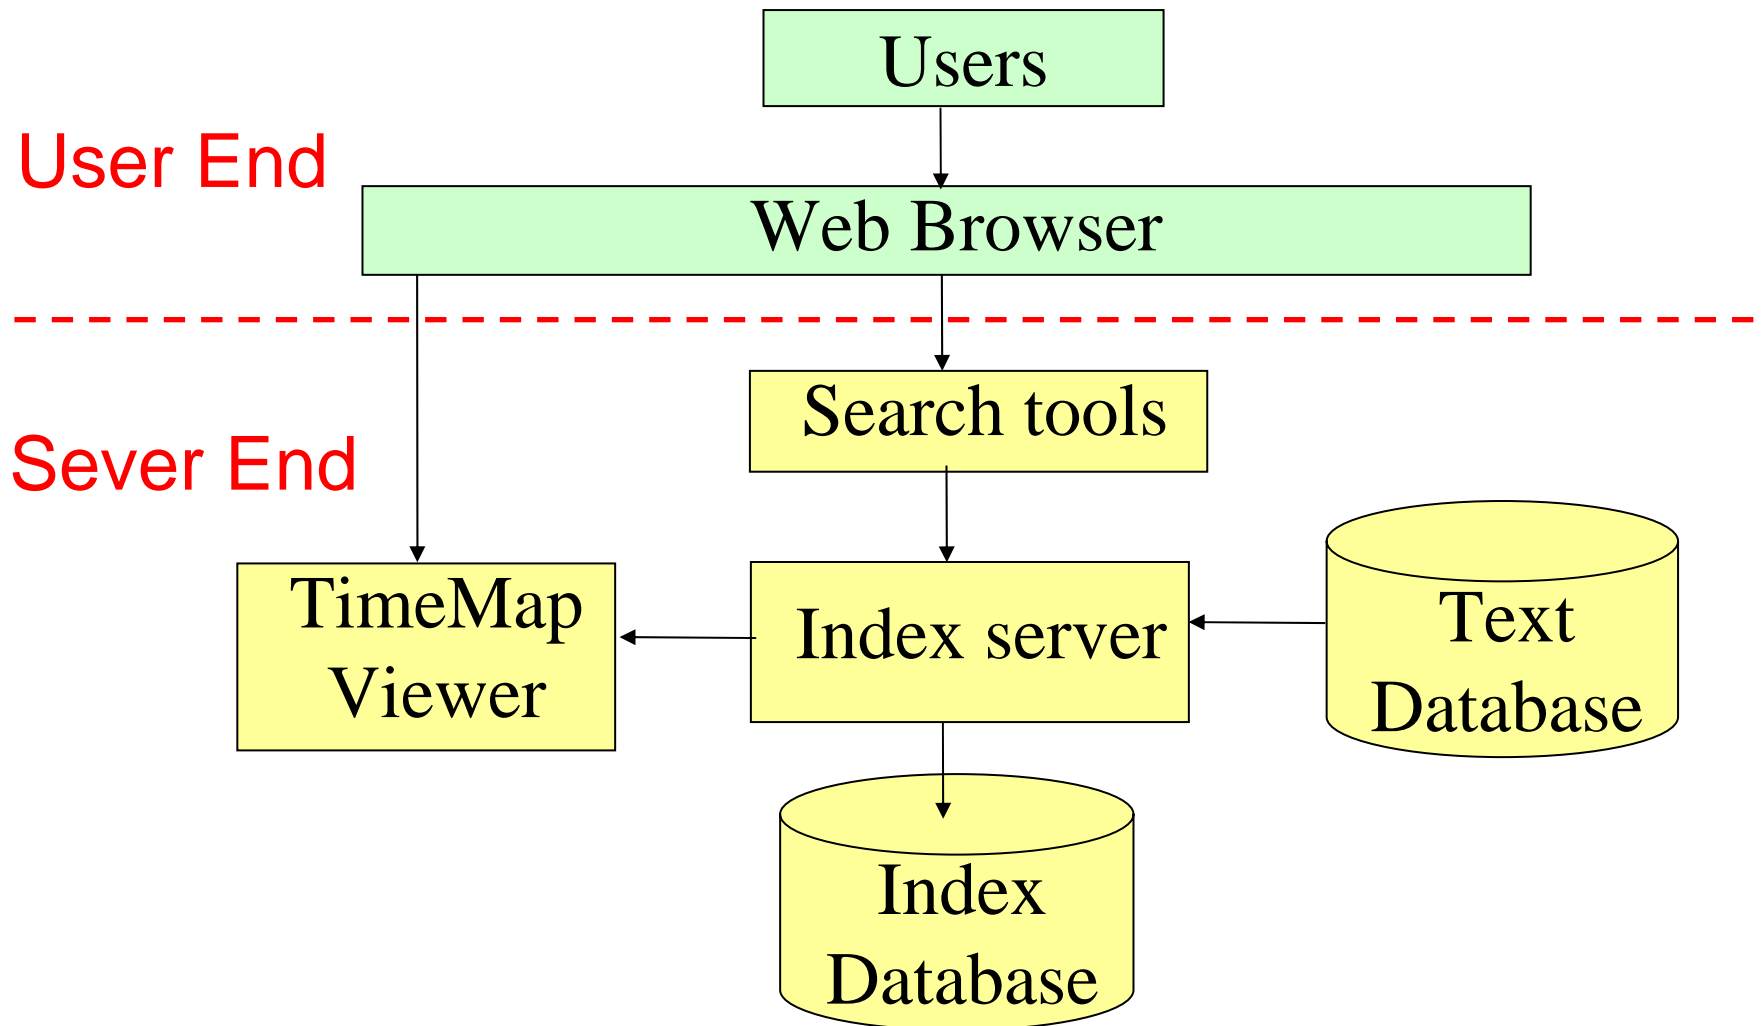 Users
User End
Web Browser
Search tools
Sever End
TimeMap
Viewer
Index server
Text
Database
Index
Database